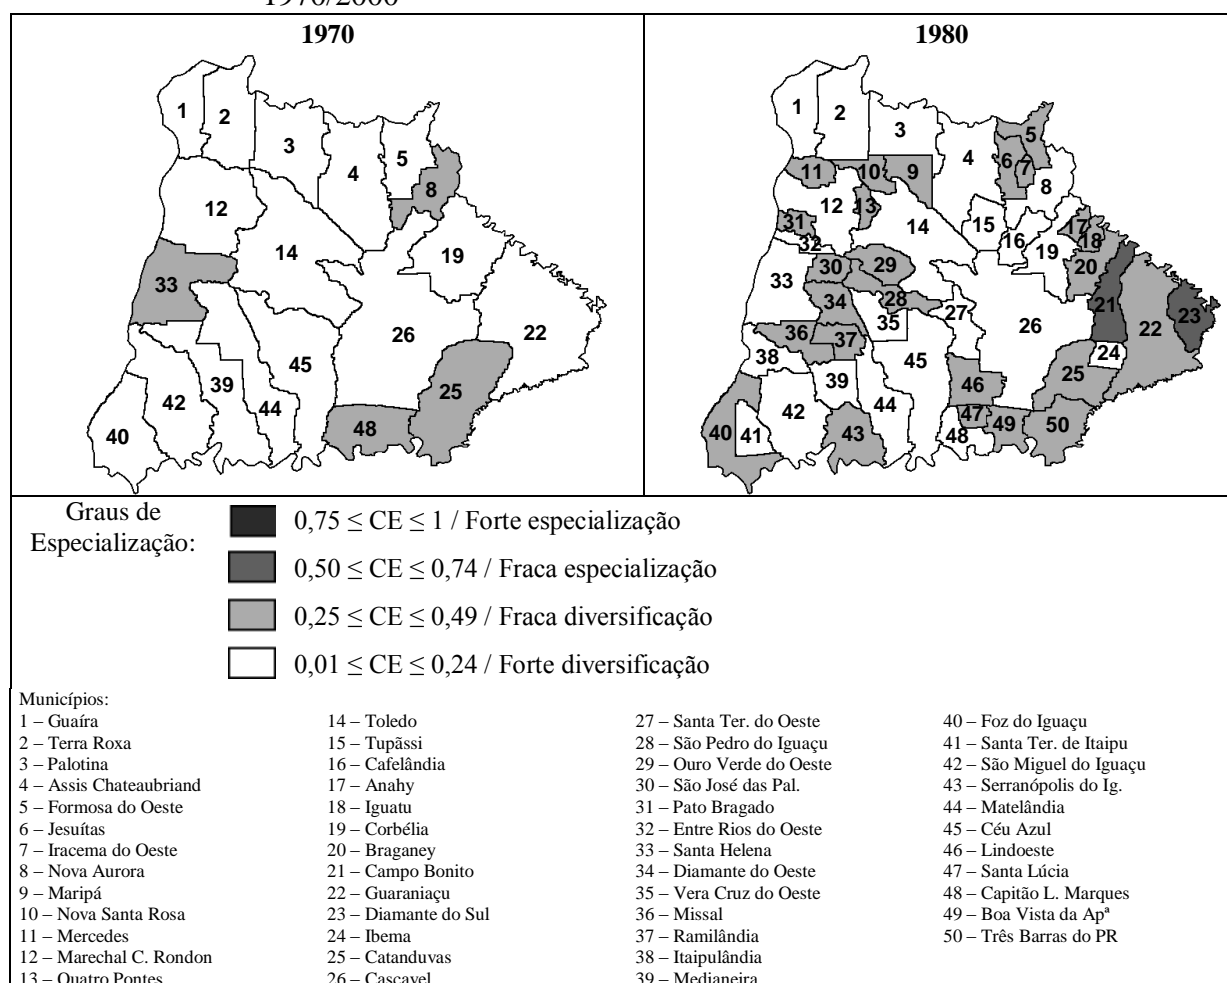 1970/2000
1970
1980
1
2
3
4
5
8
12
14
19
33
26
22
45
25
39
42
44
40
48
1
2
3
4
5
6
7
11
10
9
8
12
13
14
15
31
32
16
17
18
19
20
33
30
29
34
28
35
27
21
22
23
26
24
36
37
38
45
25
39
46
42
44
40
41
43
47
48
49
50
Graus de
Especialização:
0,75 ≤ CE ≤ 1 / Forte especialização
0,50 ≤ CE ≤ 0,74 / Fraca especialização
0,25 ≤ CE ≤ 0,49 / Fraca diversificação
0,01 ≤ CE ≤ 0,24 / Forte diversificação
Municípios:
1 – Guaíra
2 – Terra Roxa
3 – Palotina
4 – Assis Chateaubriand
5 – Formosa do Oeste
6 – Jesuítas
7 – Iracema do Oeste
8 – Nova Aurora
9 – Maripá
10 – Nova Santa Rosa
11 – Mercedes
12 – Marechal C. Rondon
13 – Quatro Pontes
14 – Toledo
15 – Tupãssi
16 – Cafelândia
17 – Anahy
18 – Iguatu
19 – Corbélia
20 – Braganey
21 – Campo Bonito
22 – Guaraniaçu
23 – Diamante do Sul
24 – Ibema
25 – Catanduvas
26 – Cascavel
27 – Santa Ter. do Oeste
28 – São Pedro do Iguaçu
29 – Ouro Verde do Oeste
30 – São José das Pal.
31 – Pato Bragado
32 – Entre Rios do Oeste
33 – Santa Helena
34 – Diamante do Oeste
35 – Vera Cruz do Oeste
36 – Missal
37 – Ramilândia
38 – Itaipulândia
39 – Medianeira
40 – Foz do Iguaçu
41 – Santa Ter. de Itaipu
42 – São Miguel do Iguaçu
43 – Serranópolis do Ig.
44 – Matelândia
45 – Céu Azul
46 – Lindoeste
47 – Santa Lúcia
48 – Capitão L. Marques
49 – Boa Vista da Apª
50 – Três Barras do PR